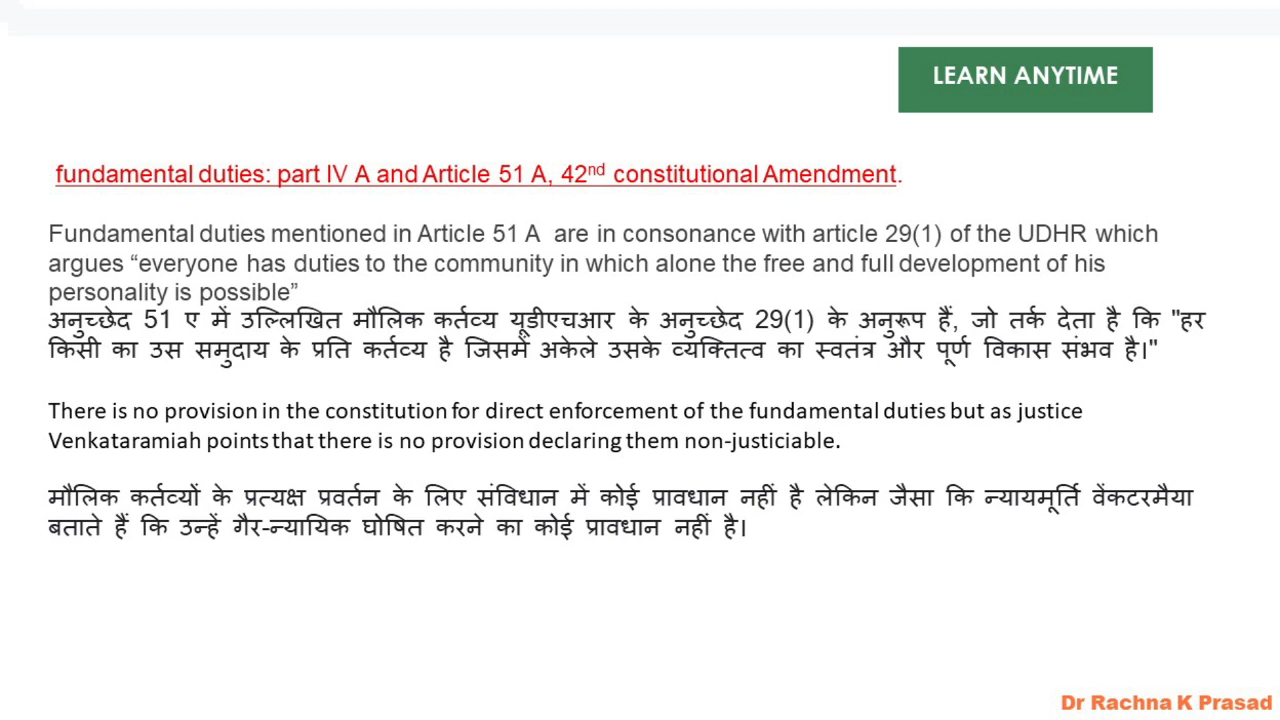 LEARN ANYTIME
fundamental duties: part IV A and Article 51 A, 42nd constitutional Amendment.
Fundamental duties mentioned in Article 51 A are in consonance with article 29(1) of the UDHR which
argues “everyone has duties to the community in which alone the free and full development of his
personality is possible”
अनुच्छेद 51 ए में उल्लिखित मौलिक कर्तव्य यूडीएचआर के अनुच्छेद 29(1) के अनुरूप हैं, जो तर्क देता है कि "हर
किसी का उस समुदाय के प्रति कर्तव्य है जिसमें अकेले उसके व्यक्तित्व का स्वतंत्र और पूर्ण विकास संभव है।"
There is no provision in the constitution for direct enforcement of the fundamental duties but as justice
Venkataramiah points that there is no provision declaring them non-justiciable.
मौलिक कर्तव्यों के प्रत्यक्ष प्रवर्तन के लिए संविधान में कोई प्रावधान नहीं है लेकिन जैसा कि न्यायमूर्ति वेंकटरमैया
बताते हैं कि उन्हें गैर-न्यायिक घोषित करने का कोई प्रावधान नहीं है।
Dr Rachna K Prasad